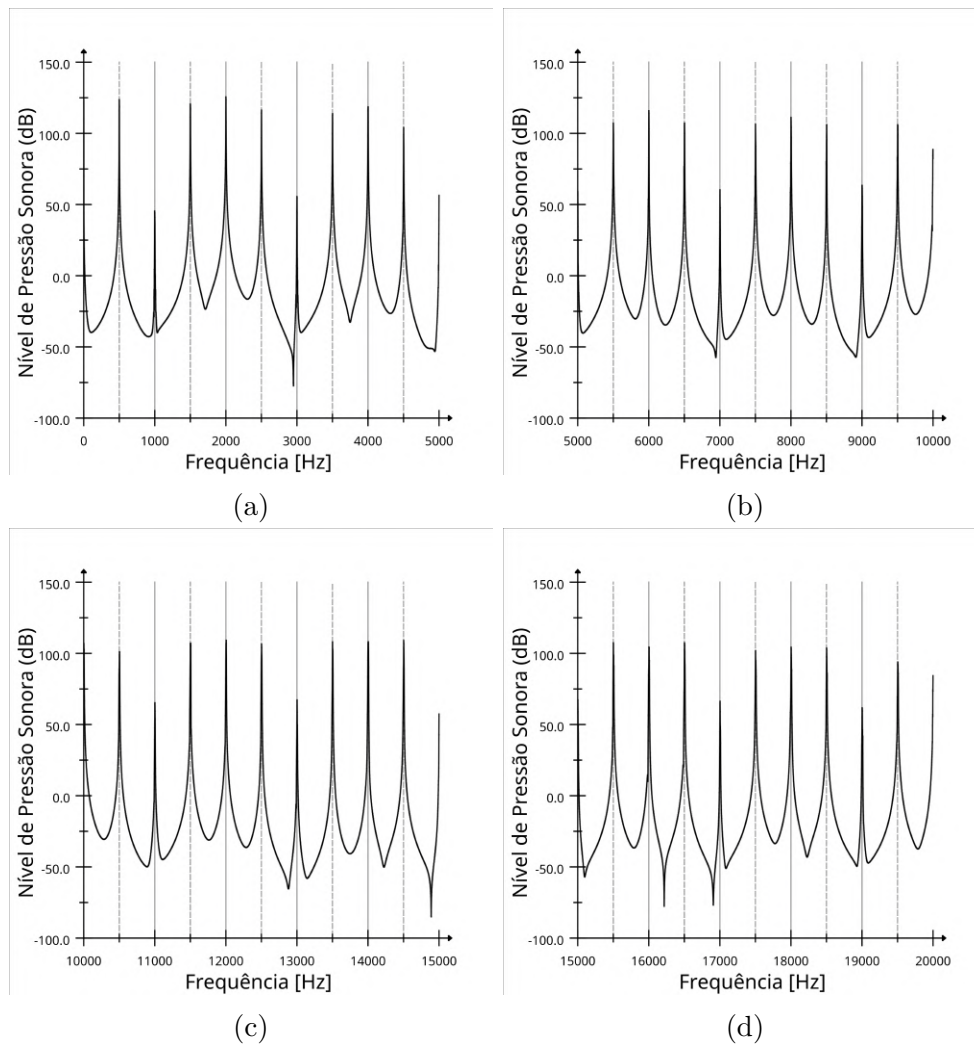 150.0
100.0
50.0
0.0
-50.0
-100.0
Nível de Pressão Sonora (dB)
0 1000 2000 3000 4000 5000
Frequência [Hz]
(a)
150.0
100.0
50.0
0.0
-50.0
-100.0
Nível de Pressão Sonora (dB)
5000 6000 7000 8000 9000 10000
Frequência [Hz]
(b)
150.0
100.0
50.0
0.0
-50.0
-100.0
Nível de Pressão Sonora (dB)
10000 11000 12000 13000 14000 15000
Frequência [Hz]
(c)
150.0
100.0
50.0
0.0
-50.0
-100.0
Nível de Pressão Sonora (dB)
15000 16000 17000 18000 19000 20000
Frequência [Hz]
(d)